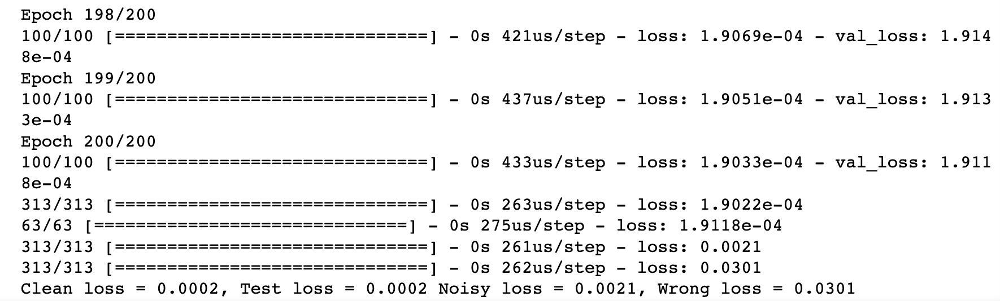 Epoch 198/200
100/100 [==============================] - 0s 421us/step - loss: 1.9069e-04 - val_loss: 1.914
8e-04
Epoch 199/200
100/100 [==============================] - 0s 437us/step - loss: 1.9051e-04 - val_loss: 1.913
3e-04
Epoch 200/200
100/100 [==============================] - 0s 433us/step - loss: 1.9033e-04 - val_loss: 1.911
8e-04
313/313 [==============================] - 0s 263us/step - loss: 1.9022e-04
63/63 [==============================] - 0s 275us/step - loss: 1.9118e-04
313/313 [==============================] - 0s 261us/step - loss: 0.0021
313/313 [==============================] - 0s 262us/step - loss: 0.0301
Clean loss = 0.0002, Test loss = 0.0002 Noisy loss = 0.0021, Wrong loss = 0.0301